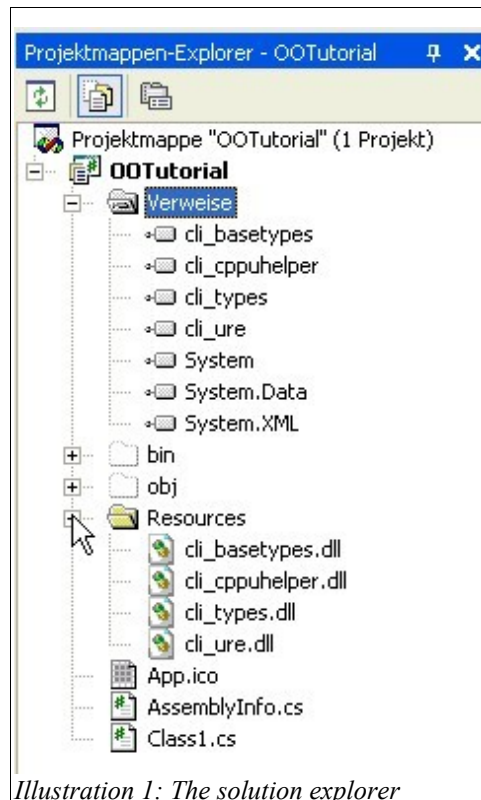 Projektmappen-Explorer - OOTutorial
Projektmappe "OOTutorial" (1 Projekt)
OOTutorial
Verweise
cli_basetypes
cli_cppuhelper
cli_types
cli_ure
System
System.Data
System.XML
bin
obj
Resources
cli_basetypes.dll
cli_cppuhelper.dll
cli_types.dll
cli_ure.dll
App.ico
AssemblyInfo.cs
Class1.cs
Illustration 1: The solution explorer